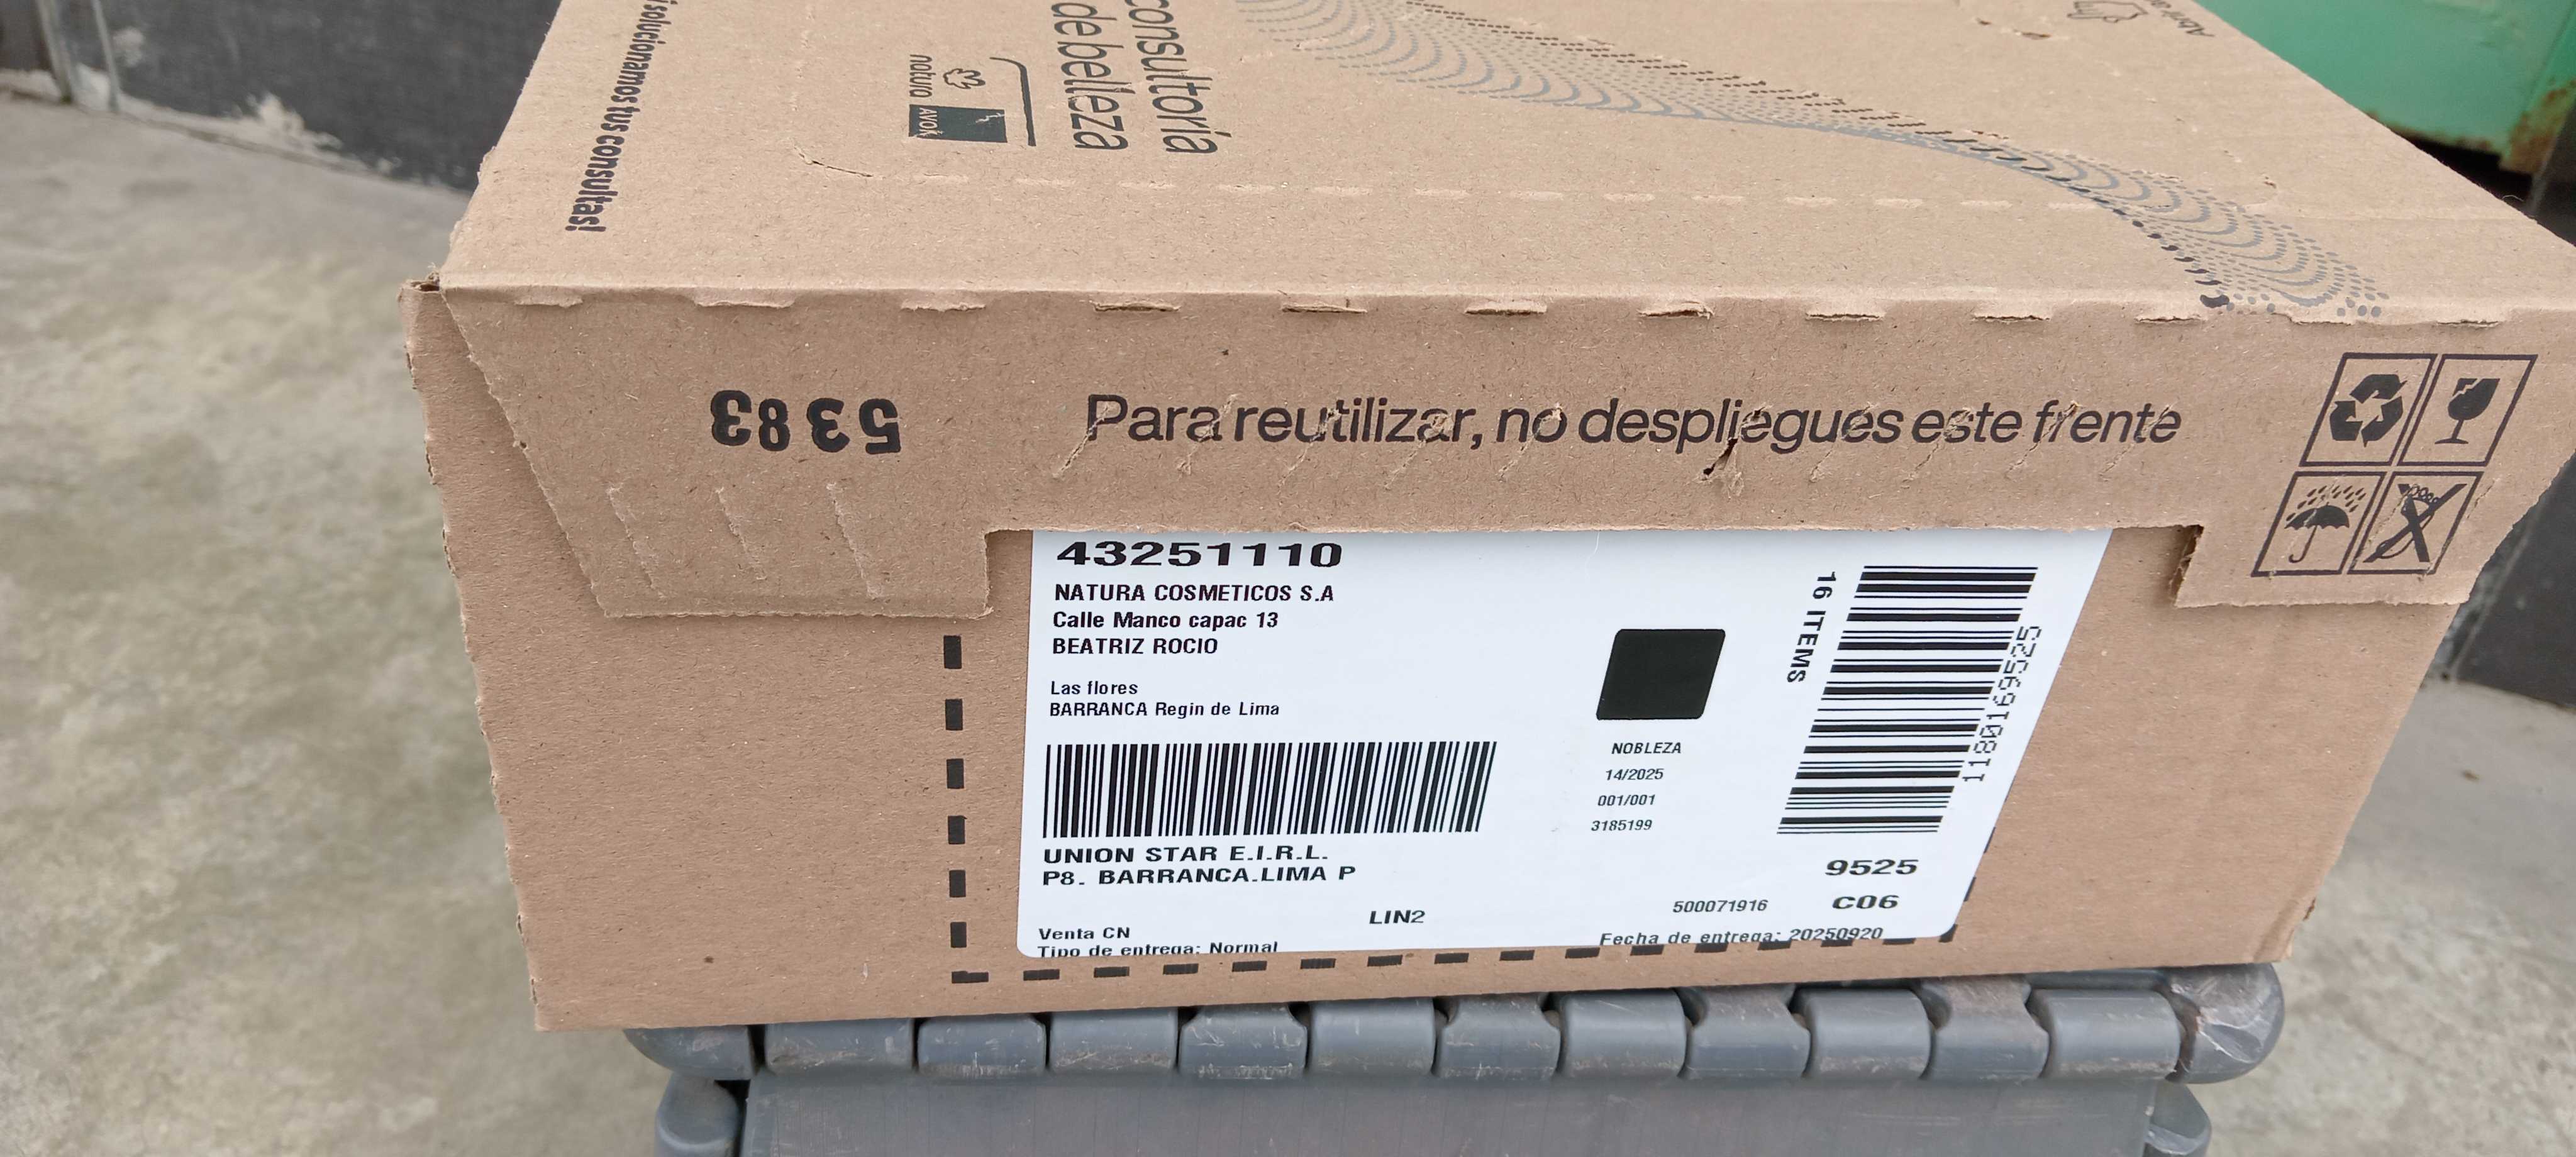 solucionamos tus consultas!
natura
AVON
consultoría
de belleza
Abrir
5383
Para reutilizar, no despliegues este frente
43251110
NATURA COSMETICOS S.A
Calle Manco capac 13
BEATRIZ ROCIO
Las flores
BARRANCA Regin de Lima
UNION STAR E.I.R.L.
P8. BARRANCA.LIMA P
Venta CN
Tipo de entrega: Normal
LIN2
NOBLEZA
14/2025
001/001
3185199
16 ITEMS
1180169525
9525
500071916
C06
Fecha de entrega: 20250920